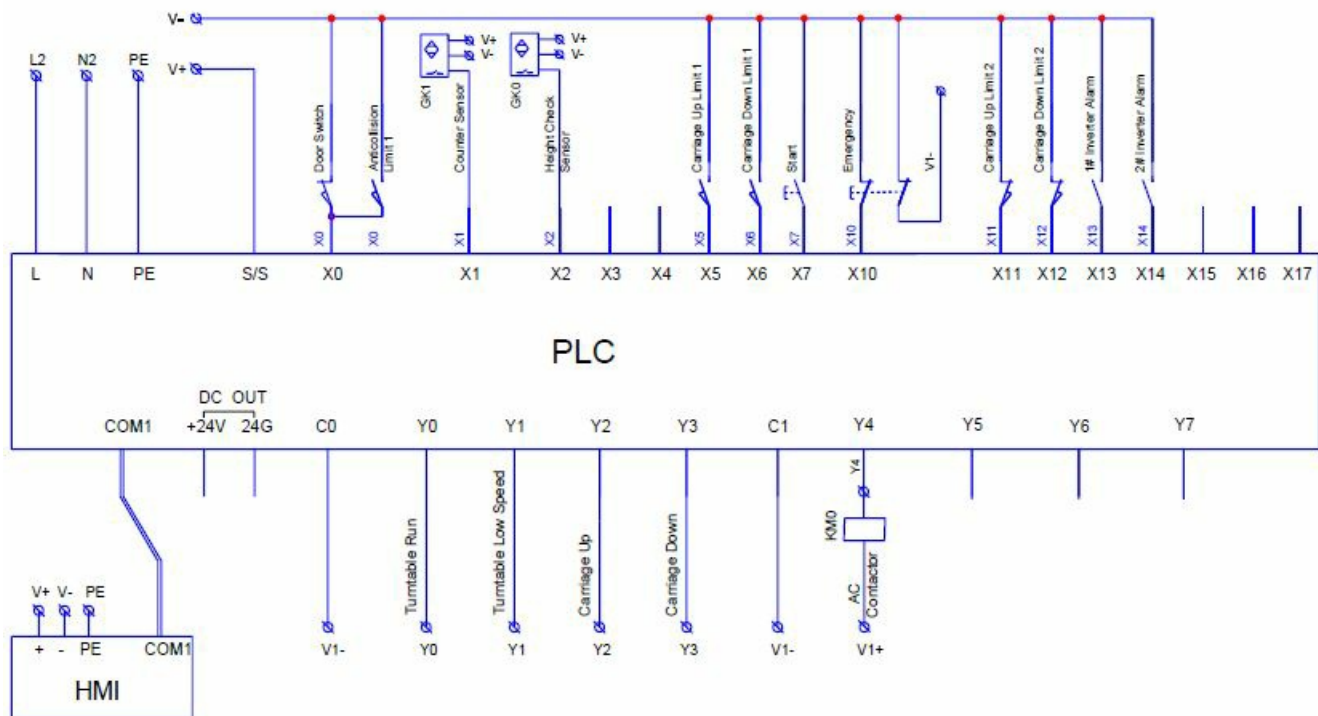 V-
L2 N2 PE V+
V+
V-
V+
V-
GK1
GK0
Door Switch
Anticollision
Limit 1
Counter Sensor
Height Check
Sensor
Carriage Up Limit 1
Carriage Down Limit 1
Start
Emergency
V1-
Carriage Up Limit 2
Carriage Down Limit 2
1# Inverter Alarm
2# Inverter Alarm
X0 X0 X1 X2 X5 X6 X7 X10 X11 X12 X13 X14
L N PE S/S X0 X1 X2 X3 X4 X5 X6 X7 X10 X11 X12 X13 X14 X15 X16 X17
PLC
DC OUT
COM1 +24V 24G C0 Y0 Y1 Y2 Y3 C1 Y4 Y5 Y6 Y7
Y4
KM0
Turntable Run
Turntable Low Speed
Carriage Up
Carriage Down
AC
Contactor
V+ V- PE
+ - PE COM1
V1- Y0 Y1 Y2 Y3 V1- V1+
HMI